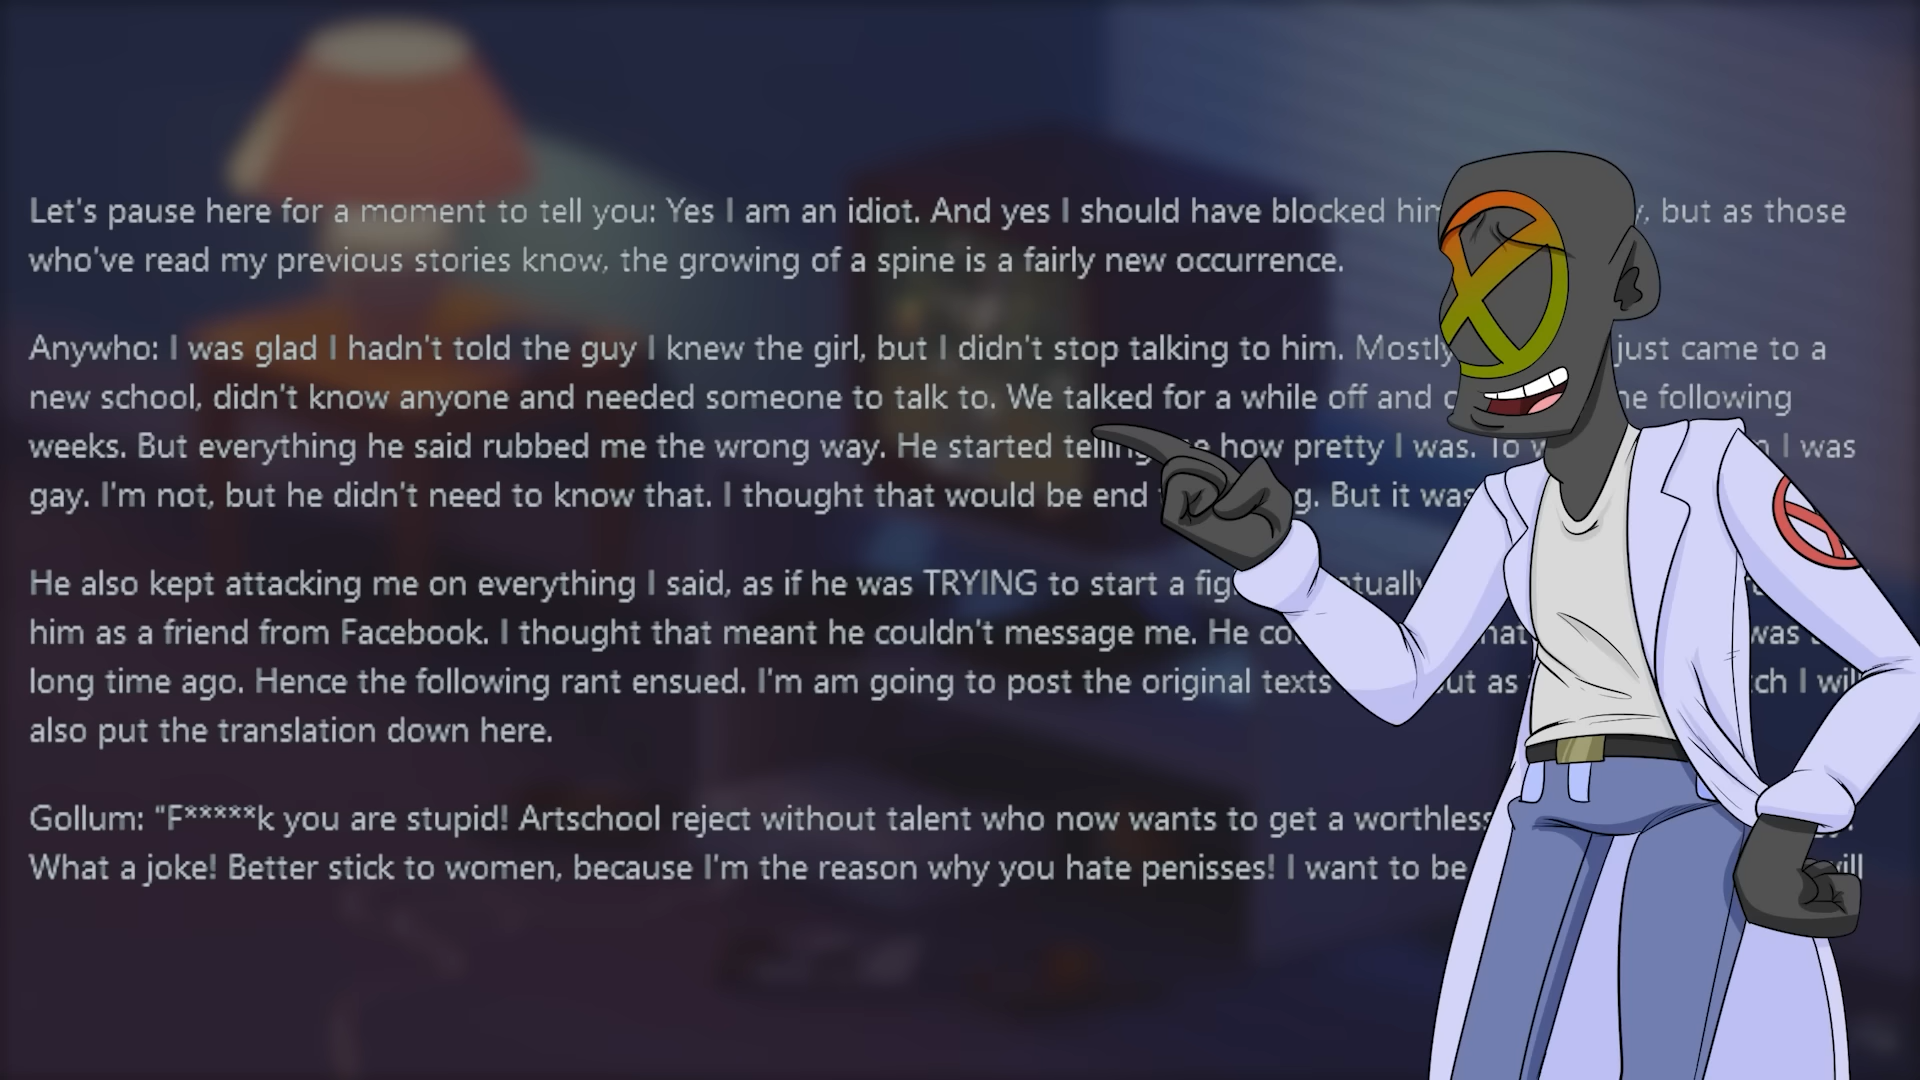 Let's pause here for a moment to tell you: Yes I am an idiot. And yes I should have blocked but as those
who've read my previous stories know, the growing of a spine is a fairly new occurrence.
Anywho: I was glad I hadn't told the guy I knew the girl, but I didn't stop talking to him. Mostly just came to a
new school, didn't know anyone and needed someone to talk to. We talked for a while off and following
weeks. But everything he said rubbed me the wrong way. He started telling how pretty I was. To I was
gay. I'm not, but he didn't need to know that. I thought that would be end But it was
He also kept attacking me on everything I said, as if he was TRYING to start a
him as a friend from Facebook. I thought that meant he couldn't message me. He was
long time ago. Hence the following rant ensued. I'm am going to post the original texts as I will
also put the translation down here.
Gollum: "F*****k you are stupid! Artschool reject without talent who now wants to get a worthless
What a joke! Better stick to women, because I'm the reason why you hate penisses! I want to be will